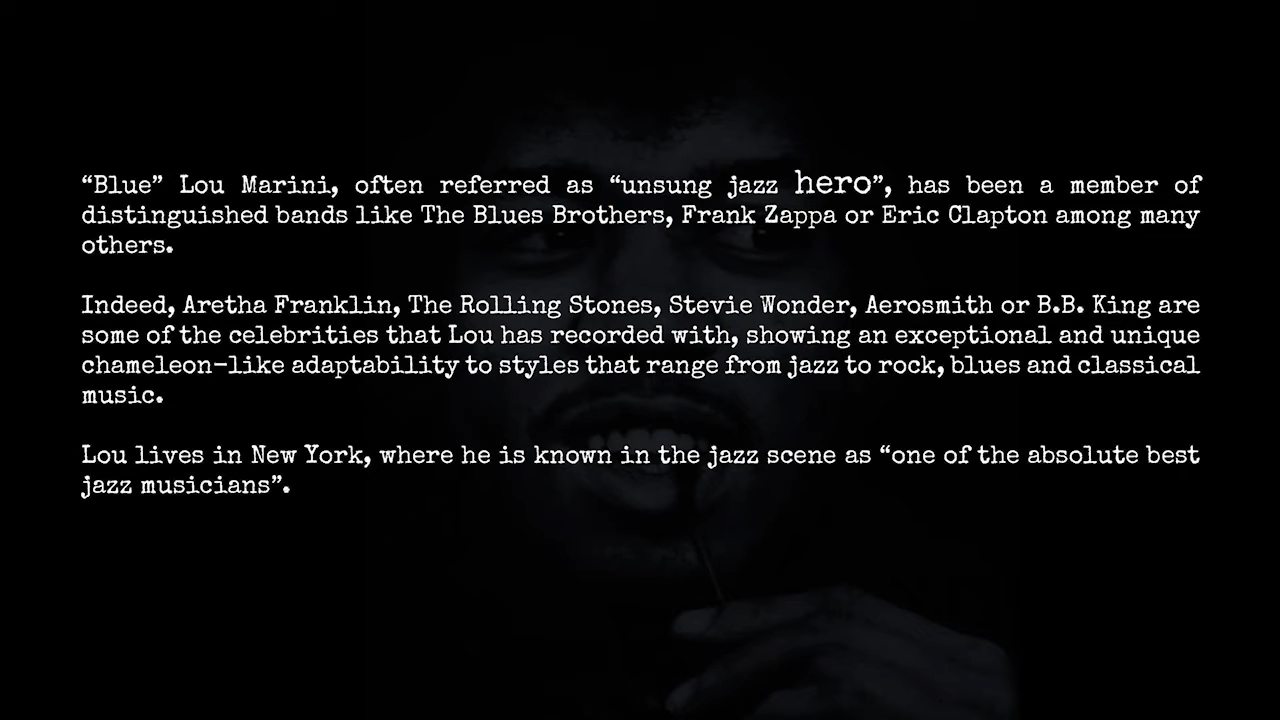 “Blue” Lou Marini, often referred as “unsung jazz hero”, has been a member of
distinguished bands like The Blues Brothers, Frank Zappa or Eric Clapton among many
others.
Indeed, Aretha Franklin, The Rolling Stones, Stevie Wonder, Aerosmith or B.B. King are
some of the celebrities that Lou has recorded with, showing an exceptional and unique
chameleon-like adaptability to styles that range from jazz to rock, blues and classical
music.
Lou lives in New York, where he is known in the jazz scene as “one of the absolute best
jazz musicians”.